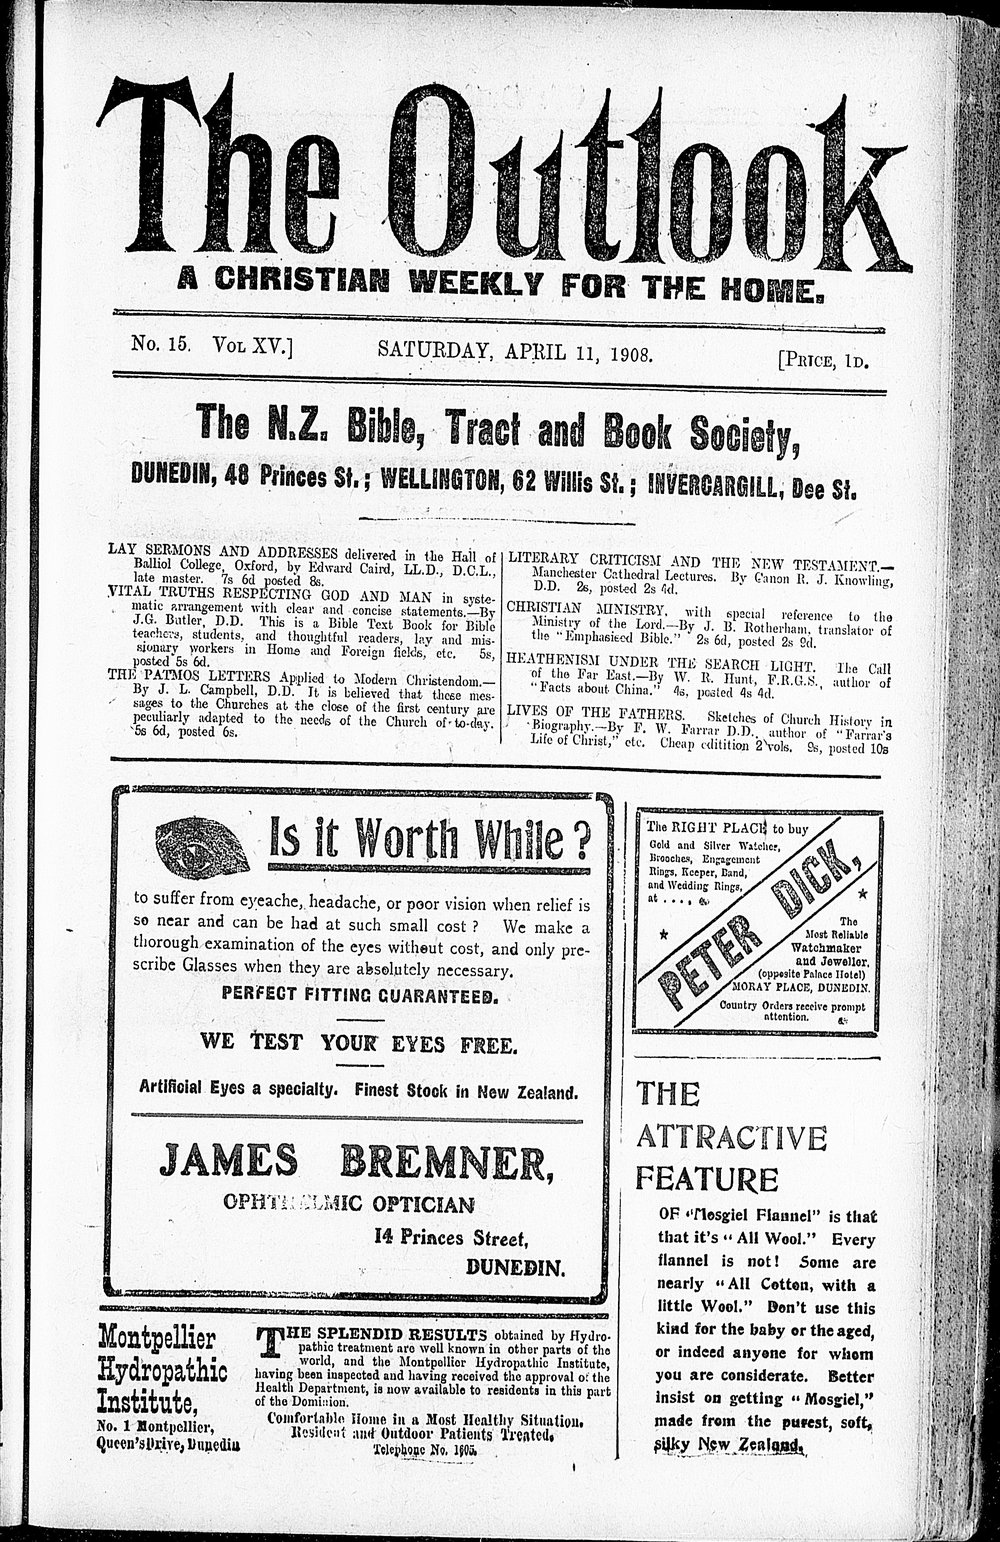 The Outlook
A CHRISTIAN WEEKLY FOR THE HOME.
No. 15. Vol XV.] SATURDAY, APRIL 11, 1908. [Price, 1d.
The N.Z. Bible, Tract and Book Society,
DUNEDIN, 48 Princes St.; WELLINGTON, 62 Willis St.; INVERCARGILL, Dee St.
LAY SERMONS AND ADDRESSES delivered in the Hall of
Balliol College, Oxford, by Edward Caird, LL.D., D.C.L.,
late master. 7s 6d posted 8s.
VITAL TRUTHS RESPECTING GOD AND MAN in syste-
matic arrangement with clear and concise statements.—By
J.G. Butler, D.D. This is a Bible Text Book for Bible
teachers, students, and thoughtful readers, lay and mis-
sionary workers in Home and Foreign fields, etc. 5s,
posted 5s 6d.
THE PATMOS LETTERS Applied to Modern Christendom.—
By J. L. Campbell, D.D. It is believed that these mes-
sages to the Churches at the close of the first century are
peculiarly adapted to the needs of the Church of to-day.
5s 6d, posted 6s.
LITERARY CRITICISM AND THE NEW TESTAMENT.—
Manchester Cathedral Lectures. By Canon R. J. Knowling,
D.D. 2s, posted 2s 4d.
CHRISTIAN MINISTRY, with special reference to the
Ministry of the Lord.—By J. B. Rotherham, translator of
the "Emphasised Bible." 2s 6d, posted 2s 9d.
HEATHENISM UNDER THE SEARCH LIGHT. The Call
of the Far East.—By W. R. Hunt, F.R.G.S., author of
"Facts about China." 4s, posted 4s 4d.
LIVES OF THE FATHERS. Sketches of Church History in
Biography.—By F. W. Farrar D.D., author of "Farrar's
Life of Christ," etc. Cheap editition 2 vols. 9s, posted 10s
Is it Worth While?
to suffer from eyeache, headache, or poor vision when relief is
so near and can be had at such small cost? We make a
thorough examination of the eyes without cost, and only pre-
scribe Glasses when they are absolutely necessary.
PERFECT FITTING GUARANTEED.
WE TEST YOUR EYES FREE.
Artificial Eyes a specialty. Finest Stock in New Zealand.
JAMES BREMNER,
OPHTHALMIC OPTICIAN
14 Princes Street,
DUNEDIN.
The RIGHT PLACE to buy
Gold and Silver Watches,
Brooches, Engagement
Rings, Keeper, Band,
and Wedding Rings,
at . . . . &
PETER DICK,
The
Most Reliable
Watchmaker
and Jeweller,
(opposite Palace Hotel)
MORAY PLACE, DUNEDIN.
Country Orders receive prompt
attention. &
THE
ATTRACTIVE
FEATURE
OF "Mosgiel Flannel" is that
that it's "All Wool." Every
flannel is not! Some are
nearly "All Cotton, with a
little Wool." Don't use this
kind for the baby or the aged,
or indeed anyone for whom
you are considerate. Better
insist on getting "Mosgiel,"
made from the purest, soft,
silky New Zealand.
Montpellier
Hydropathic
Institute,
No. 1 Montpellier,
Queen's Drive, Dunedin
THE SPLENDID RESULTS obtained by Hydro-
pathic treatment are well known in other parts of the
world, and the Montpellier Hydropathic Institute,
having been inspected and having received the approval of the
Health Department, is now available to residents in this part
of the Dominion.
Comfortable Home in a Most Healthy Situation.
Resident and Outdoor Patients Treated.
Telephone No. 1605.